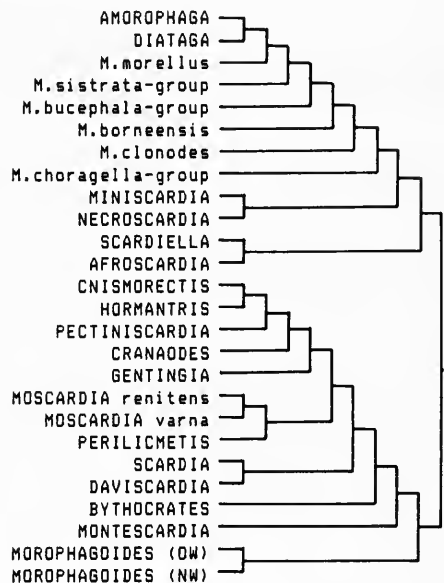 AMOROPHAGA
DIATAGA
M.morellus
M.sistrata-group
M.bucephala-group
M.borneensis
M.clonodes
M.choragella-group
MINISCARDIA
NECROSCARDIA
SCARDIELLA
AFROSCARDIA
CNISMORECTIS
HORMANTRIS
PECTINISCARDIA
CRANAODES
GENTINGIA
MOSCARDIA renitens
MOSCARDIA varna
PERILICMETIS
SCARDIA
DAVISCARDIA
BYTHOCRATES
MONTESCARDIA
MOROPHAGOIDES (OW)
MOROPHAGOIDES (NW)